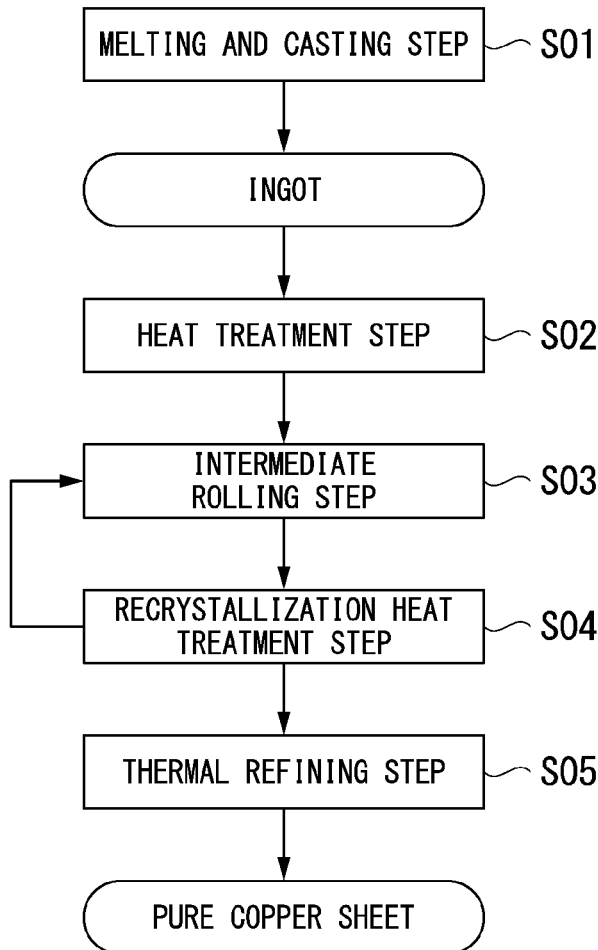 MELTING AND CASTING STEP
S01
INGOT
HEAT TREATMENT STEP
S02
INTERMEDIATE
ROLLING STEP
S03
RECRYSTALLIZATION HEAT
TREATMENT STEP
S04
THERMAL REFINING STEP
S05
PURE COPPER SHEET